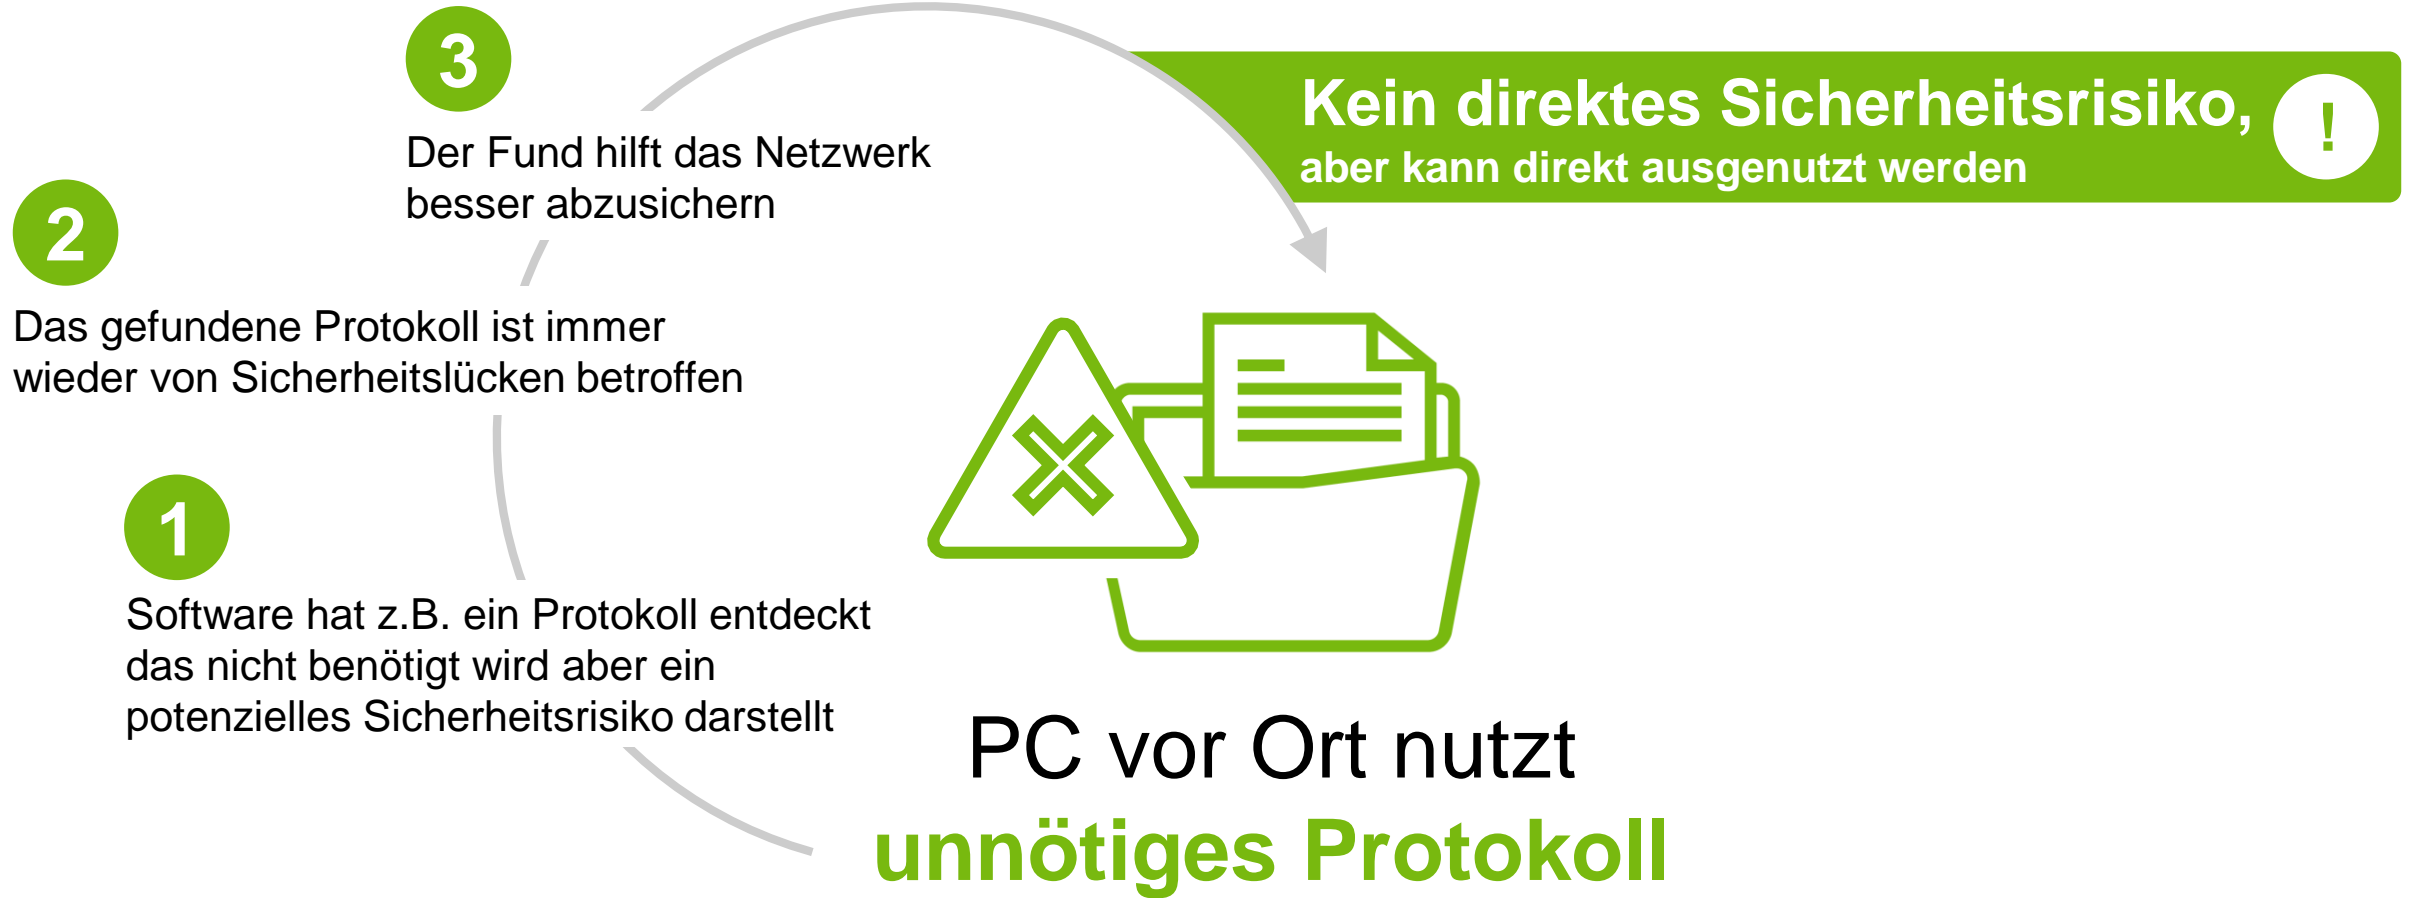 3
Der Fund hilft das Netzwerk
besser abzusichern
Kein direktes Sicherheitsrisiko,
aber kann direkt ausgenutzt werden
!
2
Das gefundene Protokoll ist immer
wieder von Sicherheitslücken betroffen
1
Software hat z.B. ein Protokoll entdeckt
das nicht benötigt wird aber ein
potenzielles Sicherheitsrisiko darstellt
PC vor Ort nutzt
unnötiges Protokoll